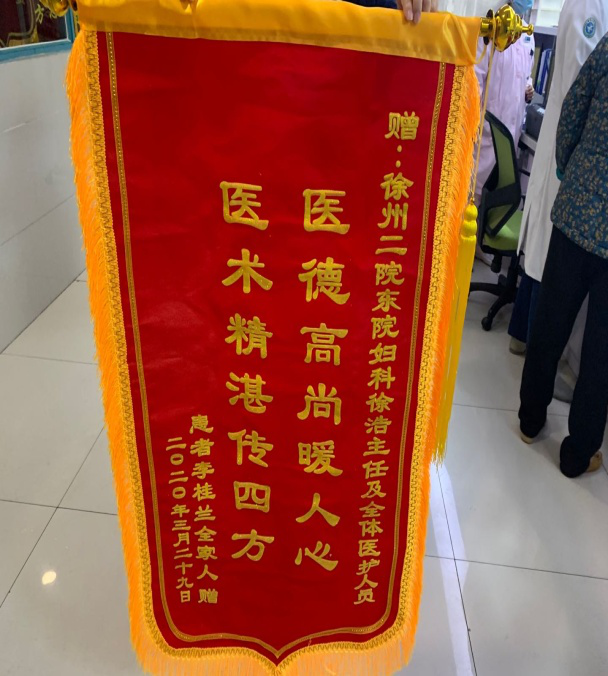 赠：徐州二院东院妇科徐浩主任及全体医护人员
医德高尚暖人心
医术精湛传四方
患者李桂兰全家人赠
二〇二〇年三月二十九日